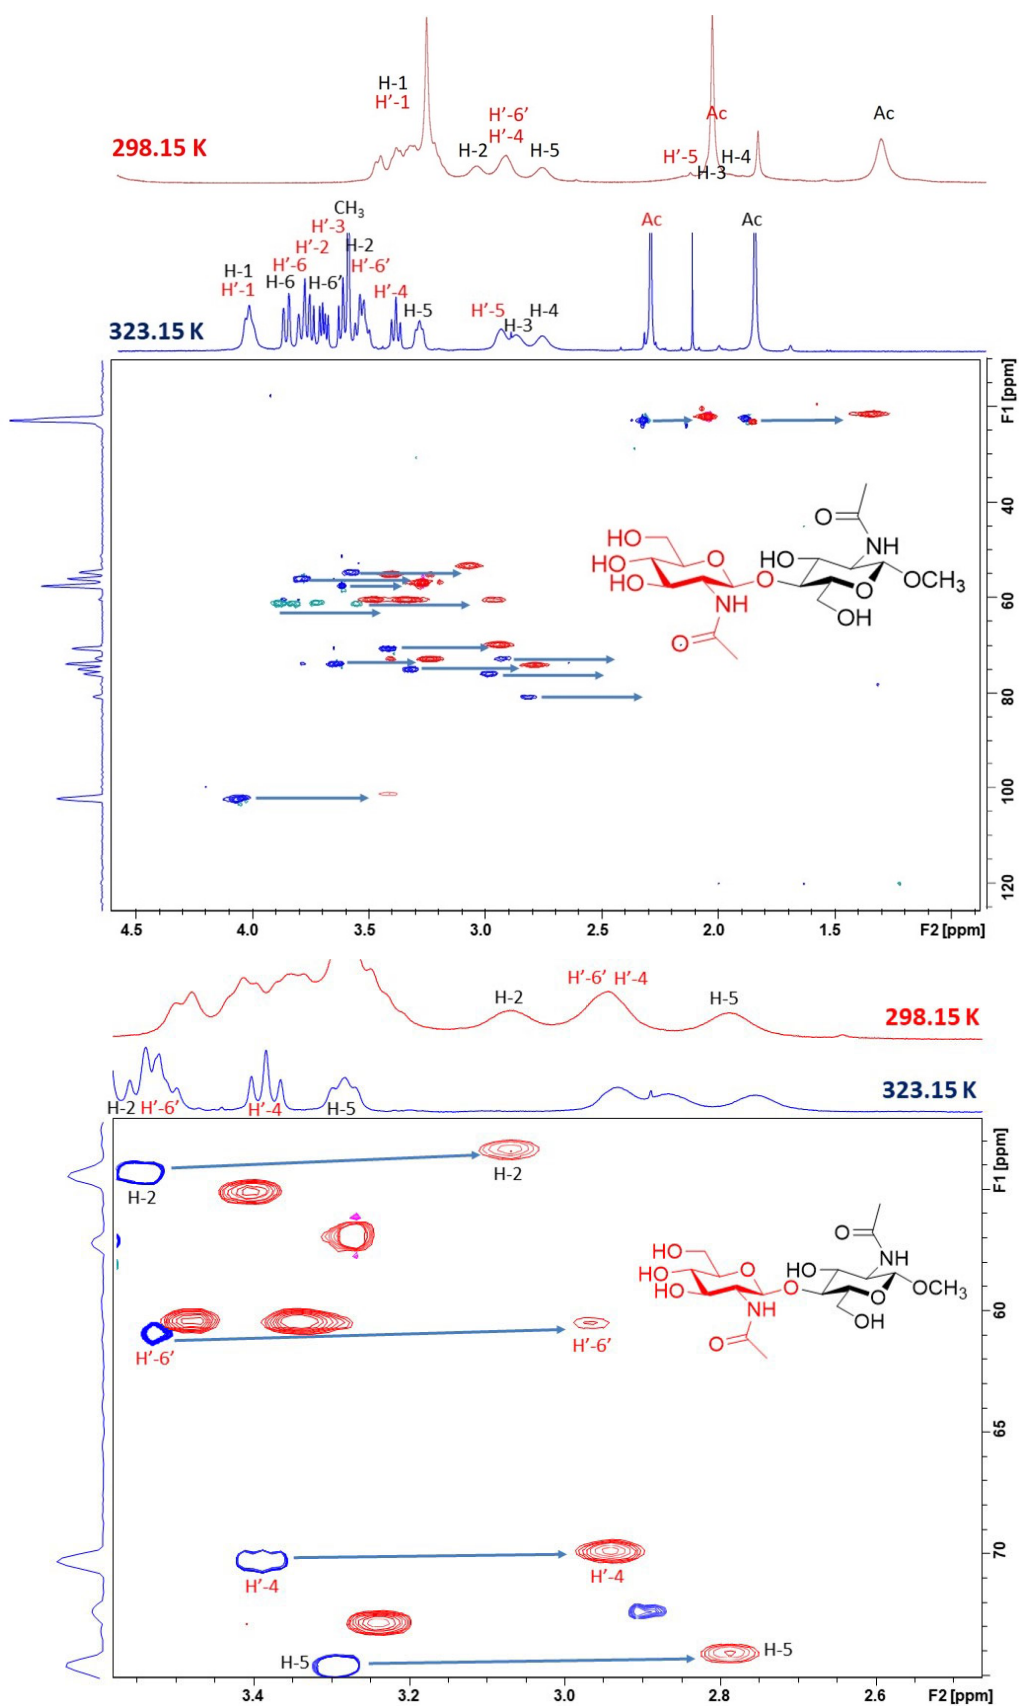 H-1
H'-1
H'-6'
H'-4
H-2
H-5
Ac
H'-5
H-4
H-3
Ac
298.15 K
CH3
H'-3
H'-2
H-2
H-1
H'-6
H'-6'
H'-1
H-6
H-6'
H'-4
H-5
H'-5
H-3
H-4
Ac
Ac
323.15 K
F1 [ppm]
40
60
80
100
120
HO
HO
HO
O
NH
O
O
HO
O
NH
O
OCH3
OH
4.5
4.0
3.5
3.0
2.5
2.0
1.5
F2 [ppm]
H-2
H'-6' H'-4
H-5
298.15 K
H-2 H'-6'
H'-4
H-5
323.15 K
F1 [ppm]
60
65
70
H-2
H-2
H'-6'
H'-6'
H'-4
H'-4
H-5
H-5
HO
HO
HO
O
NH
O
O
HO
O
NH
O
OCH3
OH
3.4
3.2
3.0
2.8
2.6
F2 [ppm]